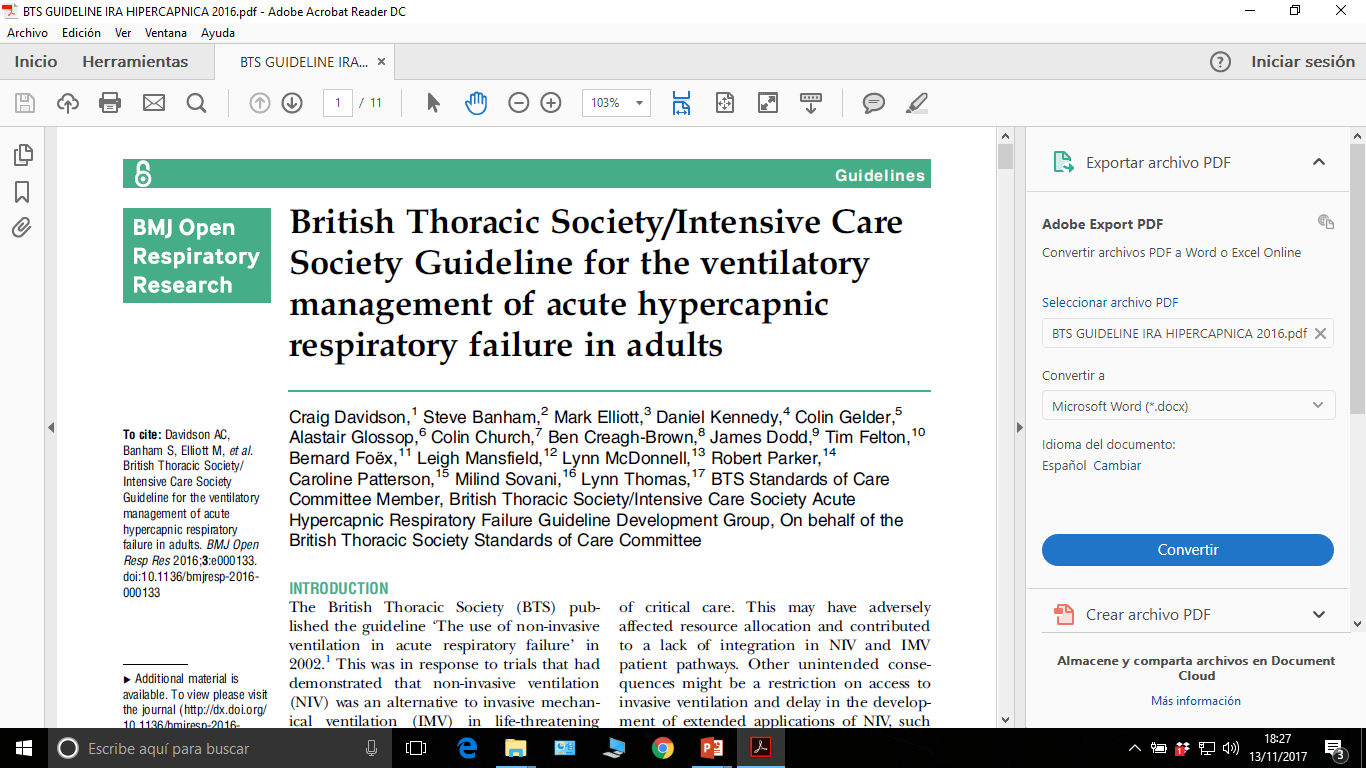 BTS GUIDELINE IRA HIPERCAPNICA 2016.pdf - Adobe Acrobat Reader DC
Archivo Edición Ver Ventana Ayuda
Inicio Herramientas BTS GUIDELINE IRA... × ? Iniciar sesión
1 / 11 103%
Guidelines
BMJ Open
Respiratory
Research
British Thoracic Society/Intensive Care
Society Guideline for the ventilatory
management of acute hypercapnic
respiratory failure in adults
Craig Davidson,1 Steve Banham,2 Mark Elliott,3 Daniel Kennedy,4 Colin Gelder,5
Alastair Glossop,6 Colin Church,7 Ben Creagh-Brown,8 James Dodd,9 Tim Felton,10
Bernard Foëx,11 Leigh Mansfield,12 Lynn McDonnell,13 Robert Parker,14
Caroline Patterson,15 Milind Sovani,16 Lynn Thomas,17 BTS Standards of Care
Committee Member, British Thoracic Society/Intensive Care Society Acute
Hypercapnic Respiratory Failure Guideline Development Group, On behalf of the
British Thoracic Society Standards of Care Committee
To cite: Davidson AC,
Banham S, Elliott M, et al.
British Thoracic Society/
Intensive Care Society
Guideline for the ventilatory
management of acute
hypercapnic respiratory
failure in adults. BMJ Open
Resp Res 2016;3:e000133.
doi:10.1136/bmjresp-2016-
000133
▶ Additional material is
available. To view please visit
the journal (http://dx.doi.org/
10.1136/bmjresp-2016-
INTRODUCTION
The British Thoracic Society (BTS) pub-
lished the guideline ‘The use of non-invasive
ventilation in acute respiratory failure’ in
2002.1 This was in response to trials that had
demonstrated that non-invasive ventilation
(NIV) was an alternative to invasive mechan-
ical ventilation (IMV) in life-threatening
of critical care. This may have adversely
affected resource allocation and contributed
to a lack of integration in NIV and IMV
patient pathways. Other unintended conse-
quences might be a restriction on access to
invasive ventilation and delay in the develop-
ment of extended applications of NIV, such
Exportar archivo PDF
Adobe Export PDF
Convertir archivos PDF a Word o Excel Online
Seleccionar archivo PDF
BTS GUIDELINE IRA HIPERCAPNICA 2016.pdf ×
Convertir a
Microsoft Word (*.docx)
Idioma del documento:
Español Cambiar
Convertir
Crear archivo PDF
Almacene y comparta archivos en Document
Cloud
Más información
Escribe aquí para buscar
18:27
13/11/2017
3